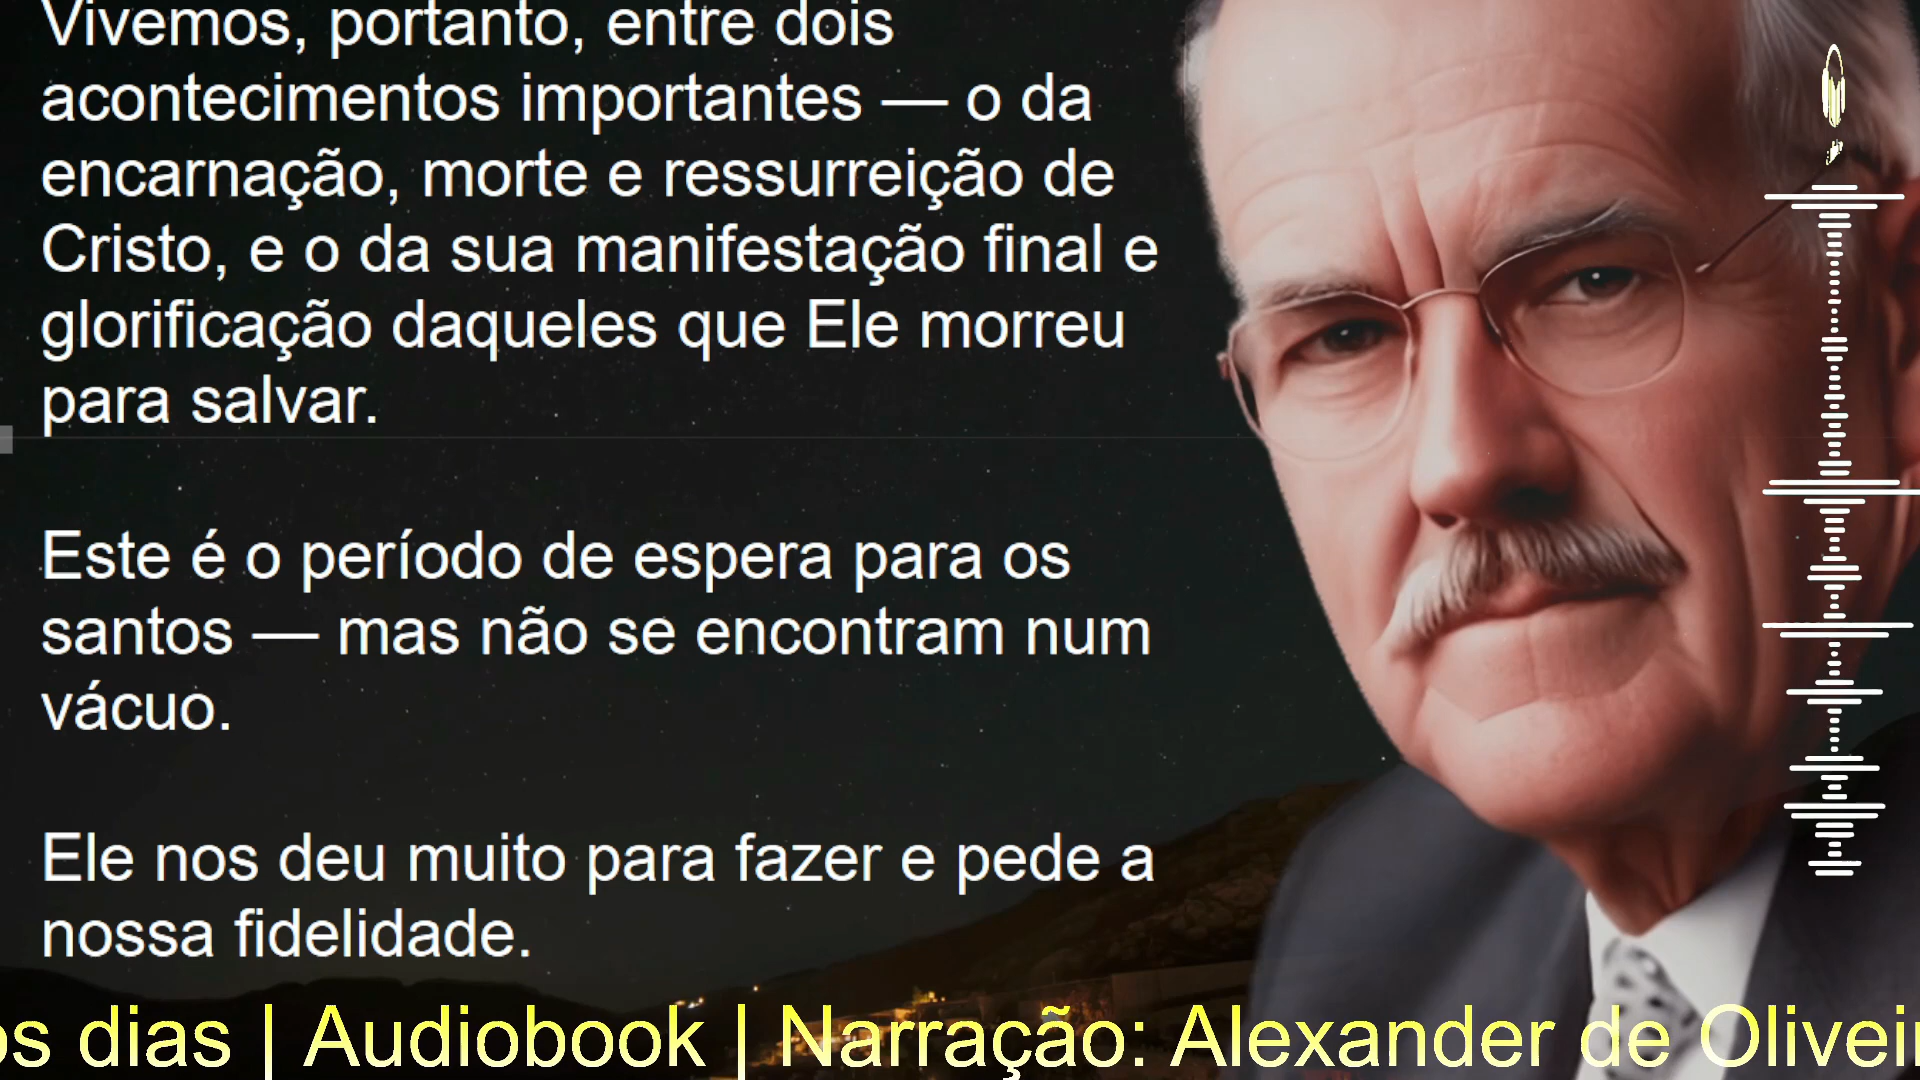 Vivemos, portanto, entre dois
acontecimentos importantes — o da
encarnação, morte e ressurreição de
Cristo, e o da sua manifestação final e
glorificação daqueles que Ele morreu
para salvar.
Este é o período de espera para os
santos — mas não se encontram num
vácuo.
Ele nos deu muito para fazer e pede a
nossa fidelidade.
os dias | Audiobook | Narração: Alexander de Oliveir